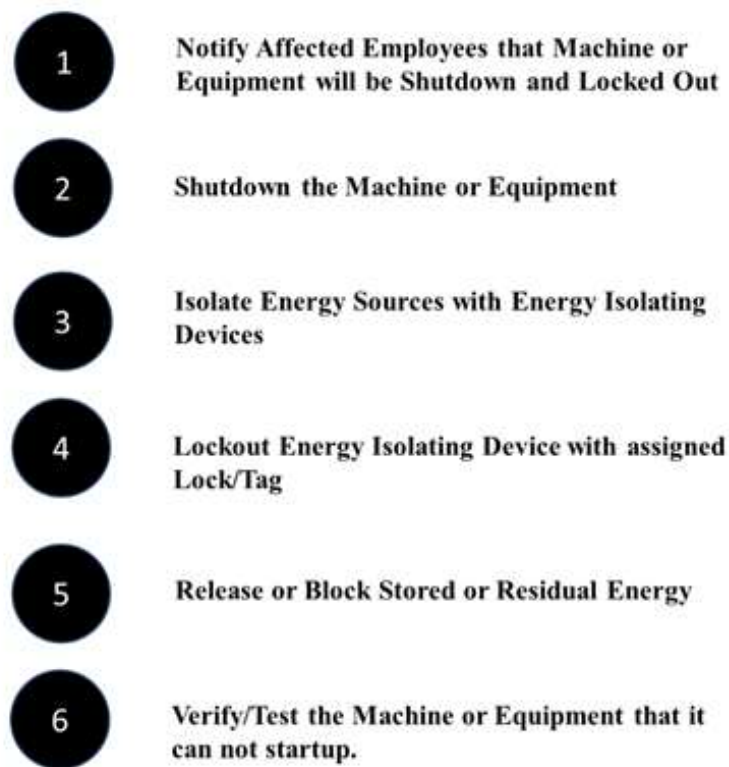 1
Notify Affected Employees that Machine or
Equipment will be Shutdown and Locked Out
2
Shutdown the Machine or Equipment
3
Isolate Energy Sources with Energy Isolating
Devices
4
Lockout Energy Isolating Device with assigned
Lock/Tag
5
Release or Block Stored or Residual Energy
6
Verify/Test the Machine or Equipment that it
can not startup.